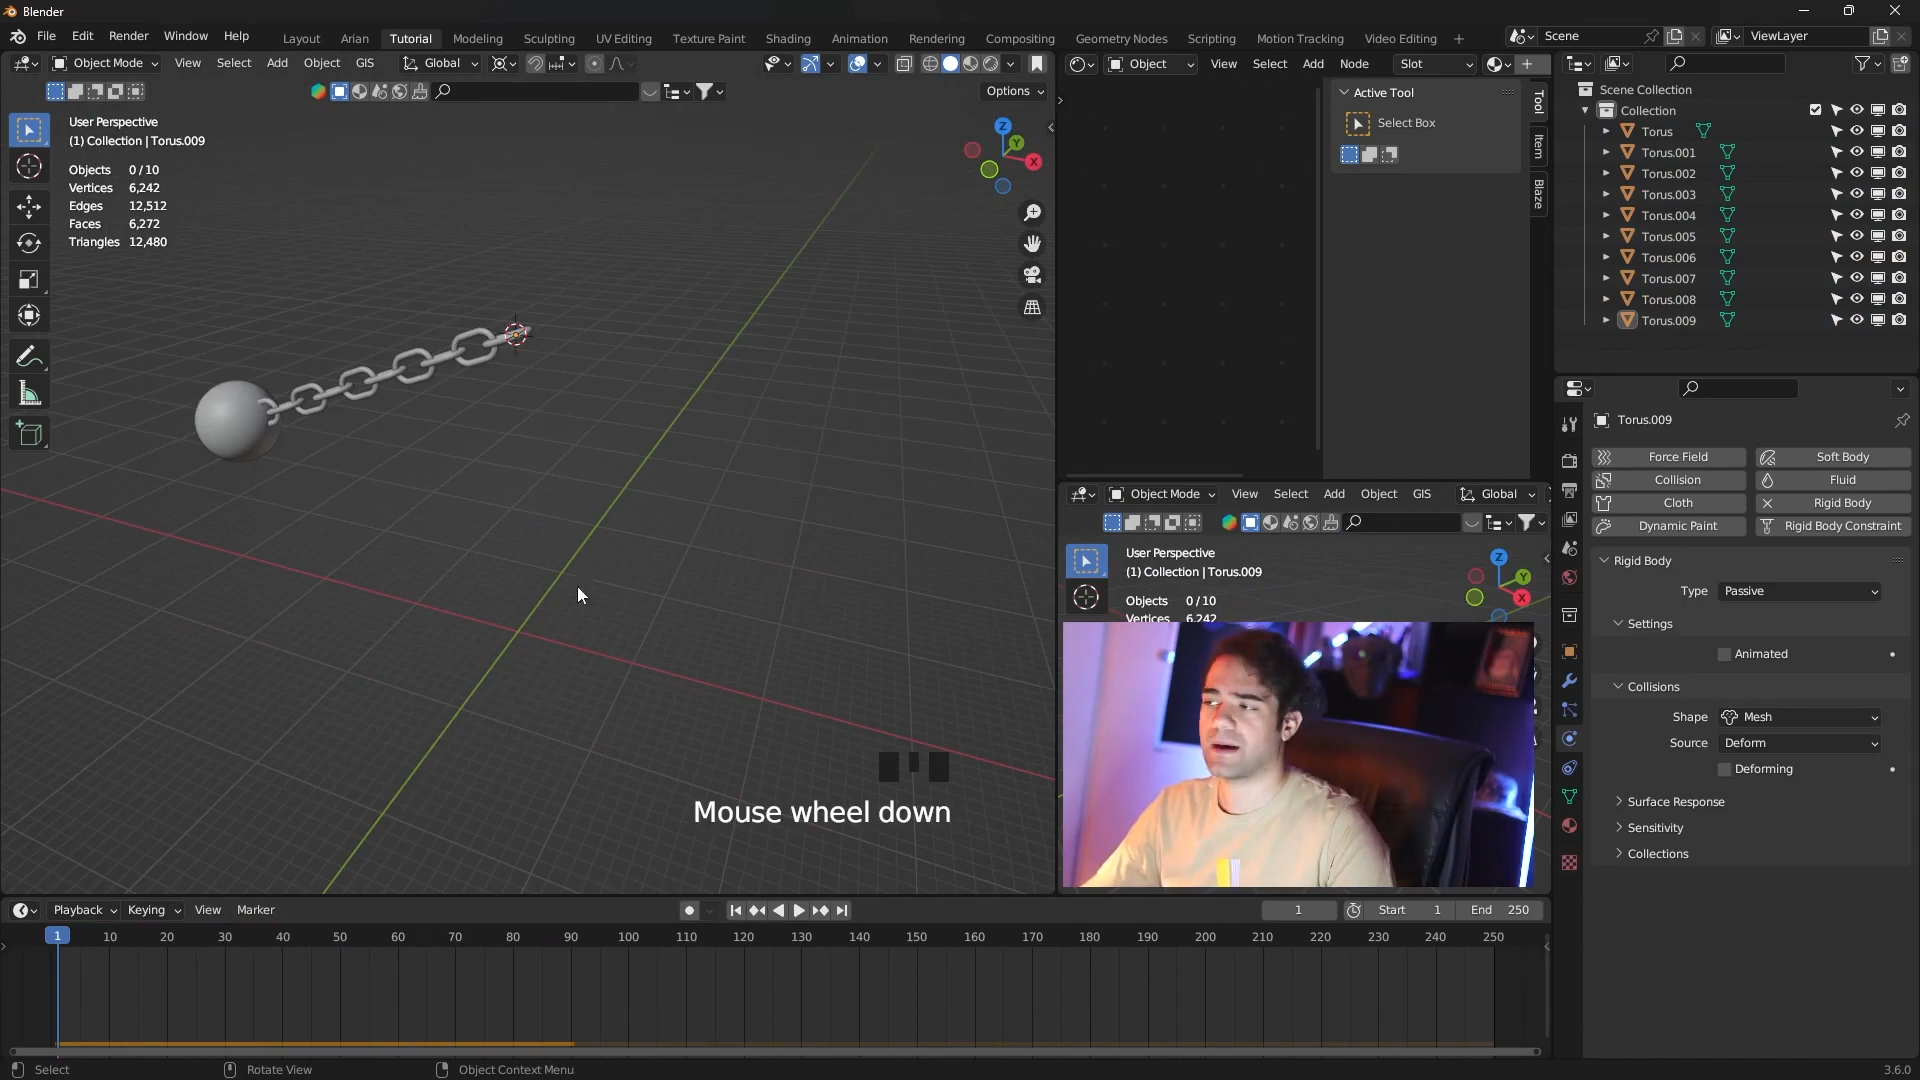 Blender
File Edit Render Window Help
Layout Arian Tutorial Modeling Sculpting UV Editing Texture Paint Shading Animation Rendering Compositing Geometry Nodes Scripting Motion Tracking Video Editing +
Scene
ViewLayer
Object Mode View Select Add Object GIS Global
Options
User Perspective
(1) Collection | Torus.009
Objects 0/10
Vertices 6,242
Edges 12,512
Faces 6,272
Triangles 12,480
Z
Y
X
Mouse wheel down
Object View Select Add Node Slot
Active Tool
Select Box
Tool
Item
Blaze
Object Mode View Select Add Object GIS Global
User Perspective
(1) Collection | Torus.009
Objects 0/10
Vertices 6,242
Z
Y
X
Scene Collection
Collection
Torus
Torus.001
Torus.002
Torus.003
Torus.004
Torus.005
Torus.006
Torus.007
Torus.008
Torus.009
Torus.009
Force Field Soft Body
Collision Fluid
Cloth Rigid Body
Dynamic Paint Rigid Body Constraint
Rigid Body
Type Passive
Settings
Animated
Collisions
Shape Mesh
Source Deform
Deforming
Surface Response
Sensitivity
Collections
Playback Keying View Marker
1 Start 1 End 250
1 10 20 30 40 50 60 70 80 90 100 110 120 130 140 150 160 170 180 190 200 210 220 230 240 250
Select Rotate View Object Context Menu 3.6.0